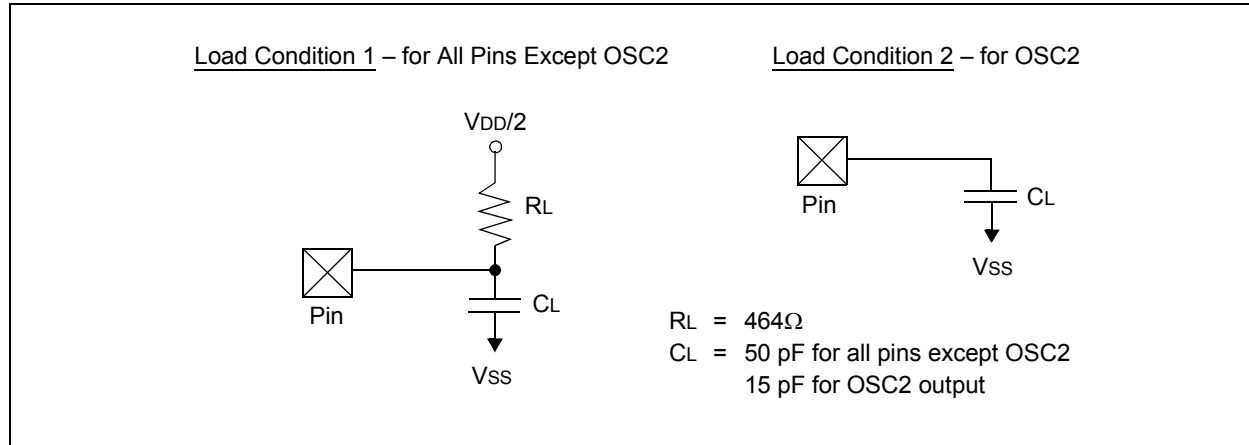 Load Condition 1 – for All Pins Except OSC2
VDD/2
RL
Pin
CL
VSS
Load Condition 2 – for OSC2
Pin
CL
VSS
RL = 464Ω
CL = 50 pF for all pins except OSC2
15 pF for OSC2 output